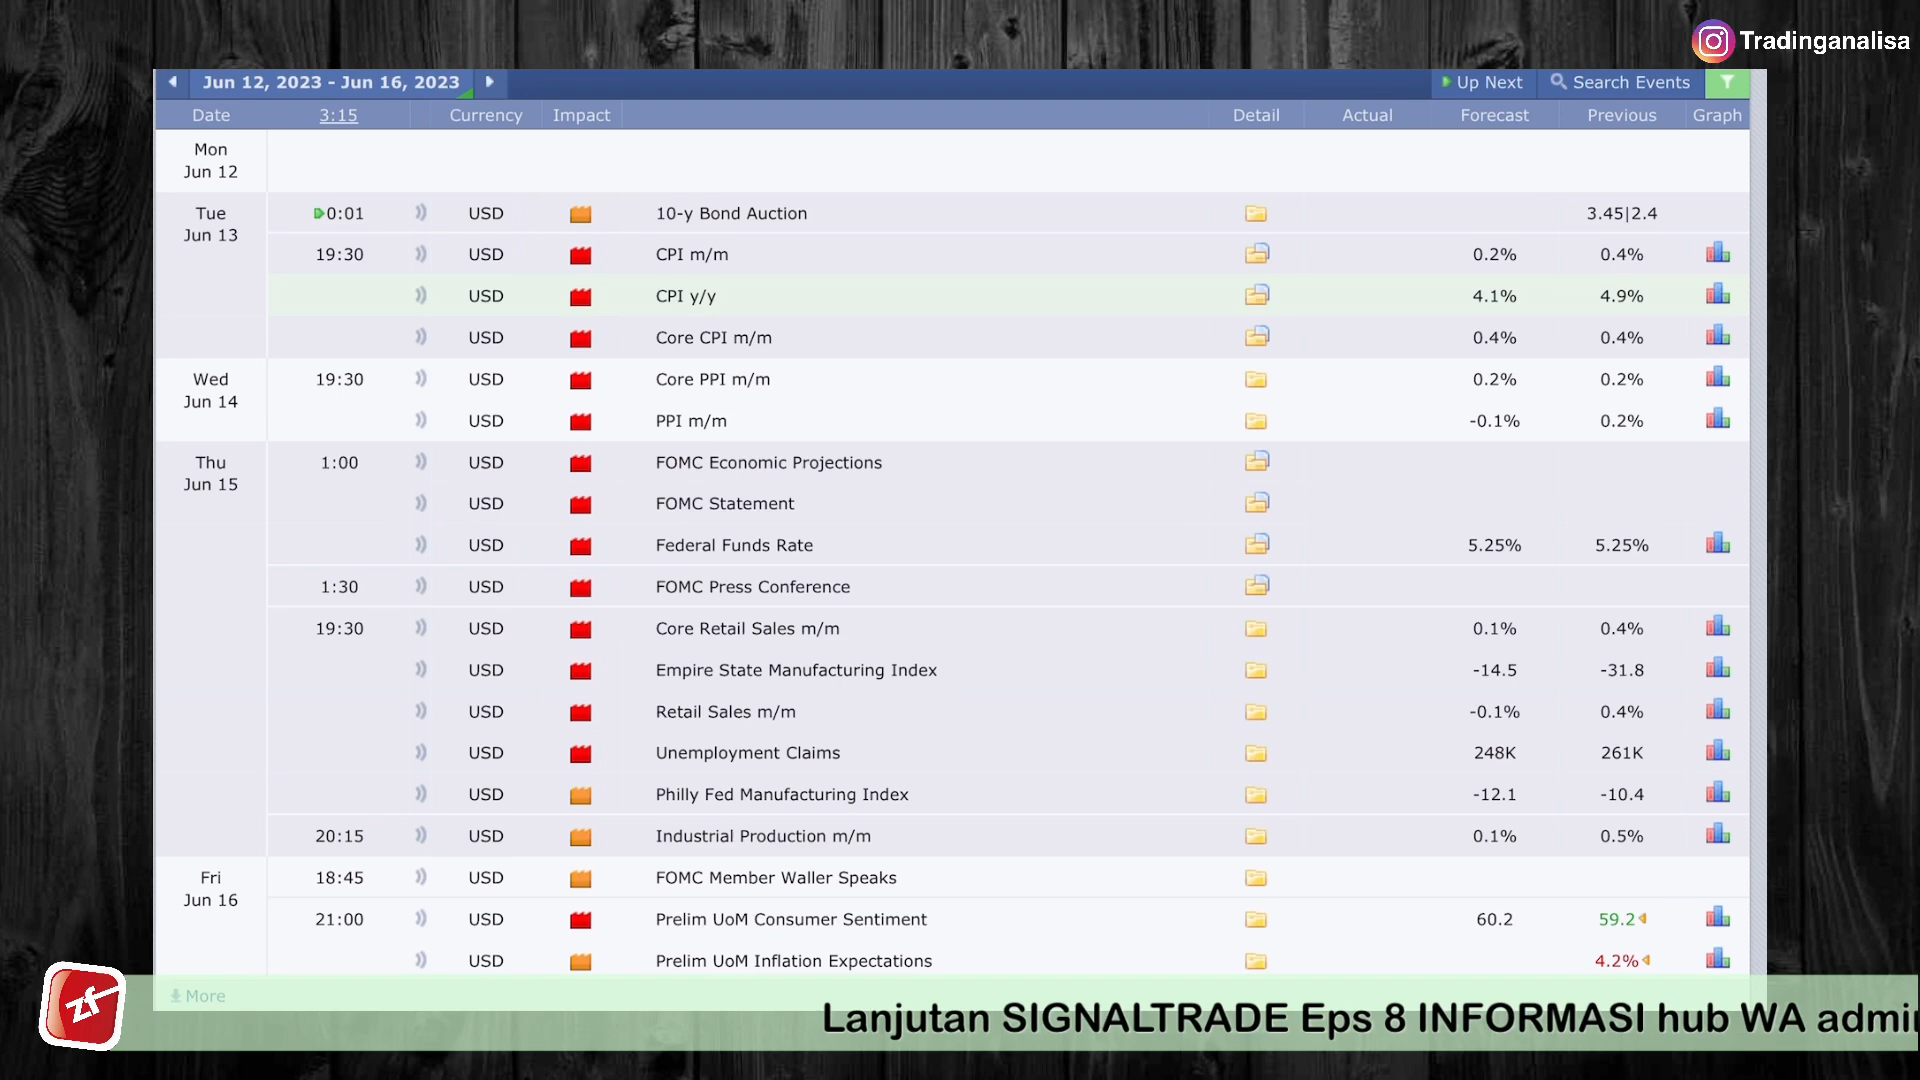 Tradinganalisa
Jun 12, 2023 - Jun 16, 2023 Up Next Search Events
Date 3:15 Currency Impact Detail Actual Forecast Previous Graph
Mon
Jun 12
Tue 0:01 USD 10-y Bond Auction 3.45|2.4
Jun 13
19:30 USD CPI m/m 0.2% 0.4%
USD CPI y/y 4.1% 4.9%
USD Core CPI m/m 0.4% 0.4%
Wed 19:30 USD Core PPI m/m 0.2% 0.2%
Jun 14
USD PPI m/m -0.1% 0.2%
Thu 1:00 USD FOMC Economic Projections
Jun 15
USD FOMC Statement
USD Federal Funds Rate 5.25% 5.25%
1:30 USD FOMC Press Conference
19:30 USD Core Retail Sales m/m 0.1% 0.4%
USD Empire State Manufacturing Index -14.5 -31.8
USD Retail Sales m/m -0.1% 0.4%
USD Unemployment Claims 248K 261K
USD Philly Fed Manufacturing Index -12.1 -10.4
20:15 USD Industrial Production m/m 0.1% 0.5%
Fri 18:45 USD FOMC Member Waller Speaks
Jun 16
21:00 USD Prelim UoM Consumer Sentiment 60.2 59.2
USD Prelim UoM Inflation Expectations 4.2%
More
zf
Lanjutan SIGNALTRADE Eps 8 INFORMASI hub WA admi